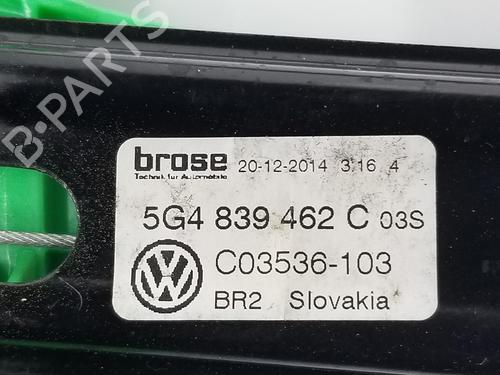 B-PARTS
brose 20-12-2014 3:16 4
Technik für Automobile
5G4 839 462 C 03S
C03536-103
BR2 Slovakia